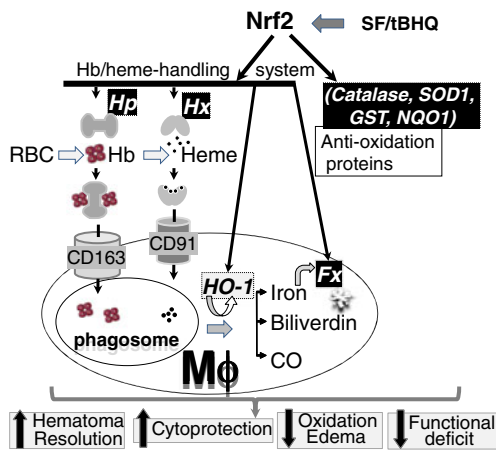 Nrf2
SF/tBHQ
Hb/heme-handling system
Hp
Hx
(Catalase, SOD1,
GST, NQO1)
Anti-oxidation
proteins
RBC
Hb
Heme
CD163
CD91
HO-1
Fx
Iron
Biliverdin
CO
phagosome
Mφ
Hematoma
Resolution
Cytoprotection
Oxidation
Edema
Functional
deficit